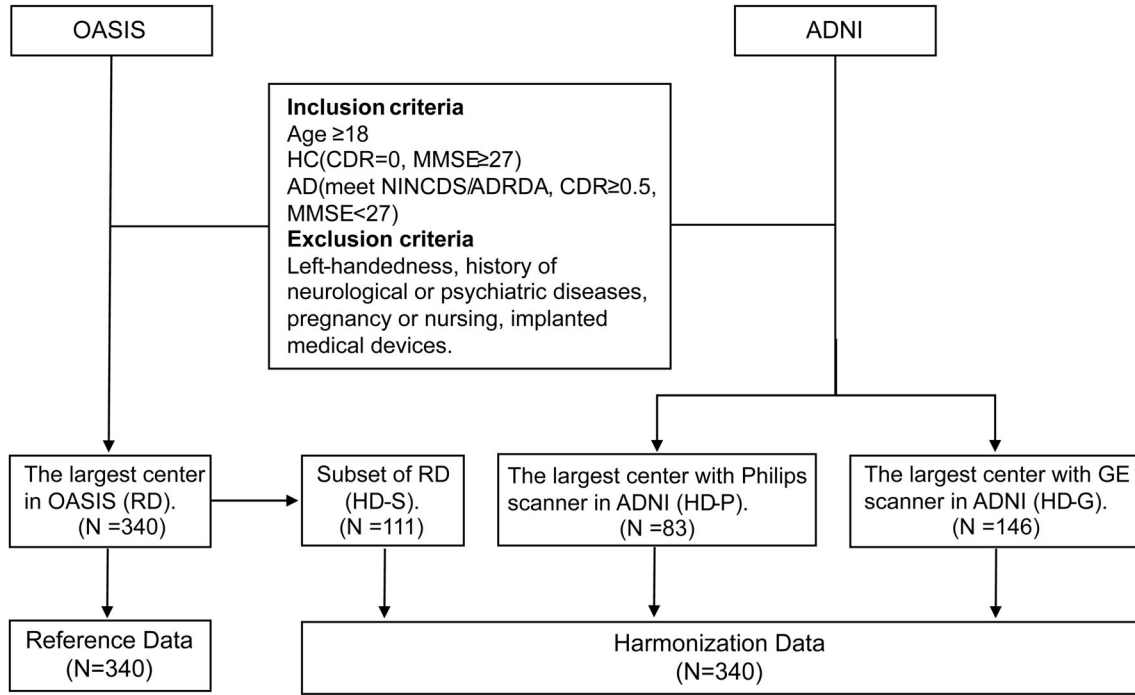 OASIS
ADNI
Inclusion criteria
Age ≥18
HC(CDR=0, MMSE≥27)
AD(meet NINCDS/ADRDA, CDR≥0.5,
MMSE<27)
Exclusion criteria
Left-handedness, history of
neurological or psychiatric diseases,
pregnancy or nursing, implanted
medical devices.
The largest center
in OASIS (RD).
(N =340)
Subset of RD
(HD-S).
(N =111)
The largest center with Philips
scanner in ADNI (HD-P).
(N =83)
The largest center with GE
scanner in ADNI (HD-G).
(N =146)
Reference Data
(N=340)
Harmonization Data
(N=340)